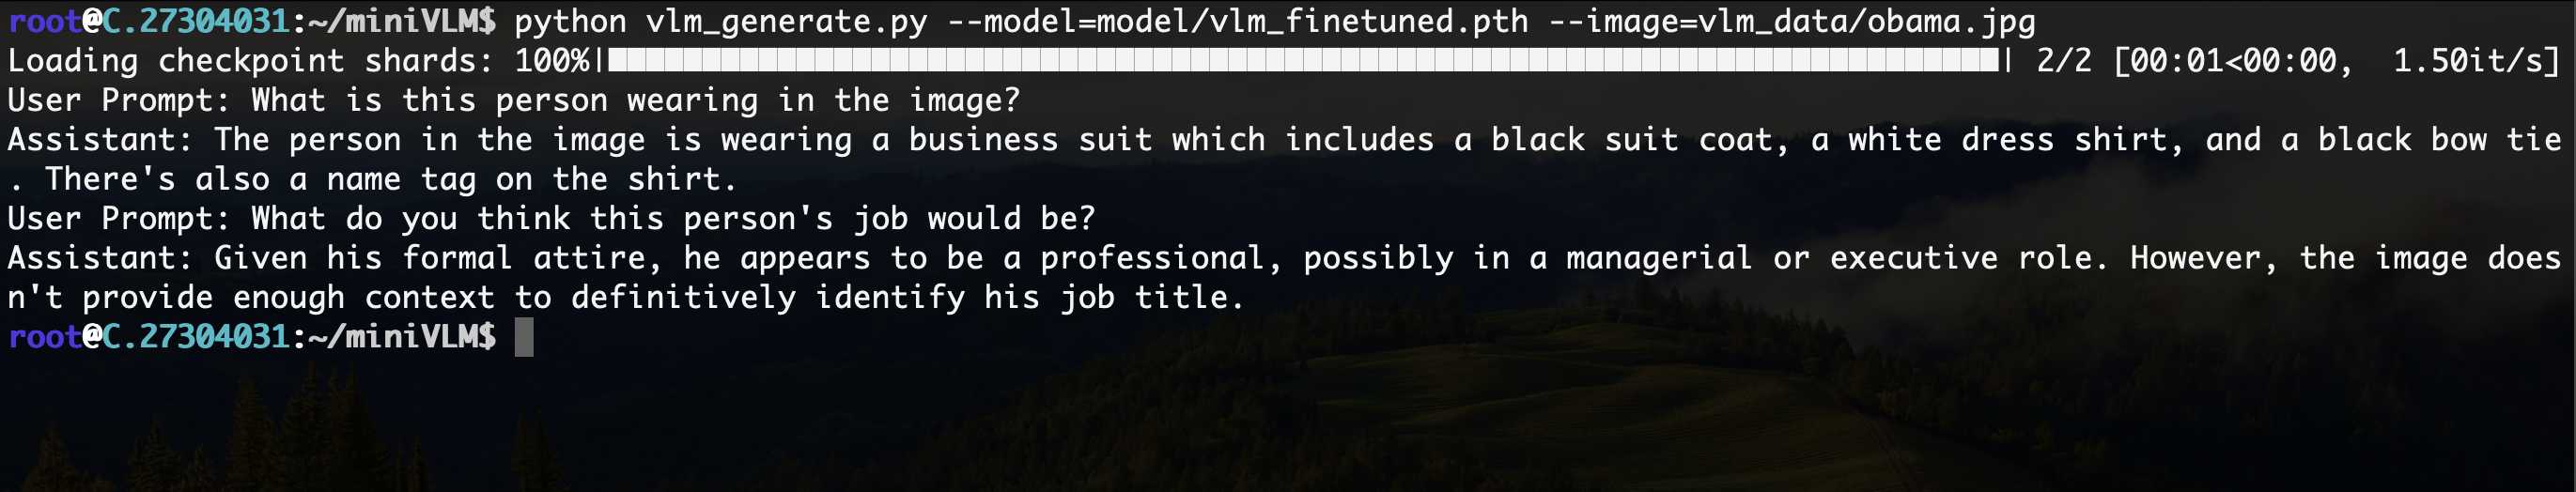 root@C.27304031:~/miniVLM$ python vlm_generate.py --model=model/vlm_finetuned.pth --image=vlm_data/obama.jpg
Loading checkpoint shards: 100%|██████████████████████████████████████| 2/2 [00:01<00:00,  1.50it/s]
User Prompt: What is this person wearing in the image?
Assistant: The person in the image is wearing a business suit which includes a black suit coat, a white dress shirt, and a black bow tie
. There's also a name tag on the shirt.
User Prompt: What do you think this person's job would be?
Assistant: Given his formal attire, he appears to be a professional, possibly in a managerial or executive role. However, the image does
n't provide enough context to definitively identify his job title.
root@C.27304031:~/miniVLM$